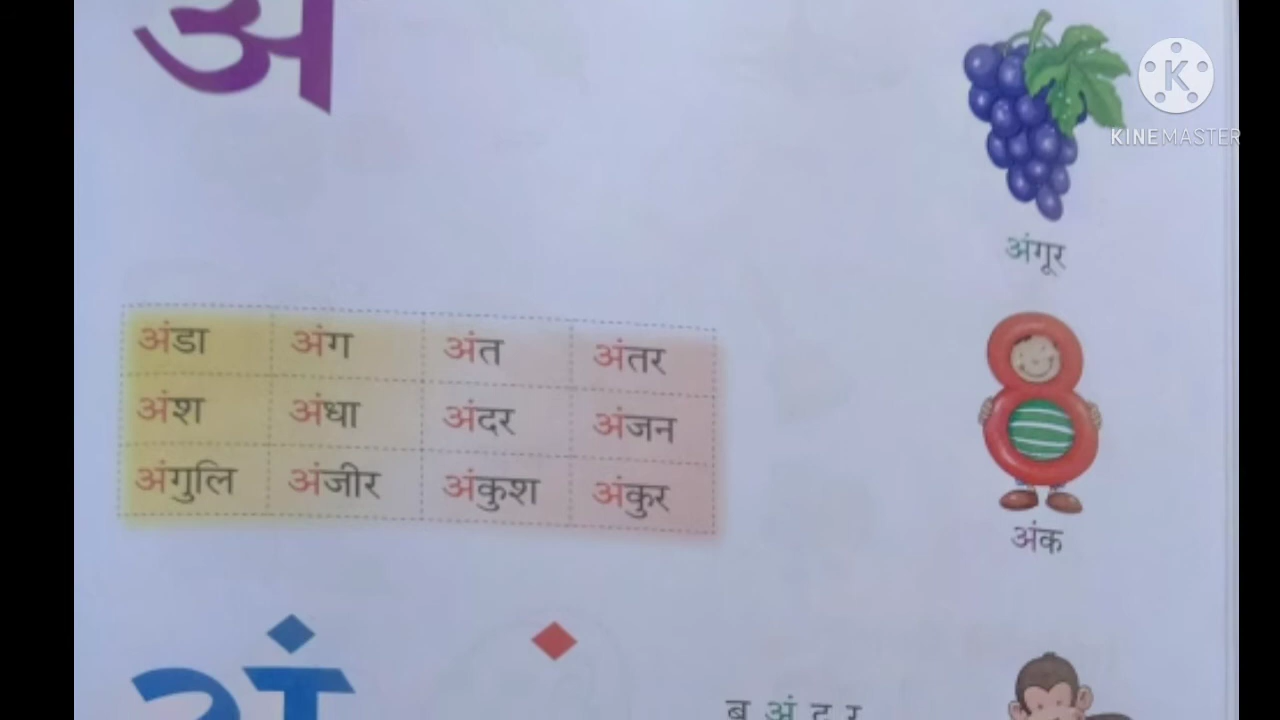 अ
K
KINEMASTER
अंगूर
अंडा अंग अंत अंतर
अंश अंधा अंदर अंजन
अंगुलि अंजीर अंकुश अंकुर
अंक
अं
ब अं द र